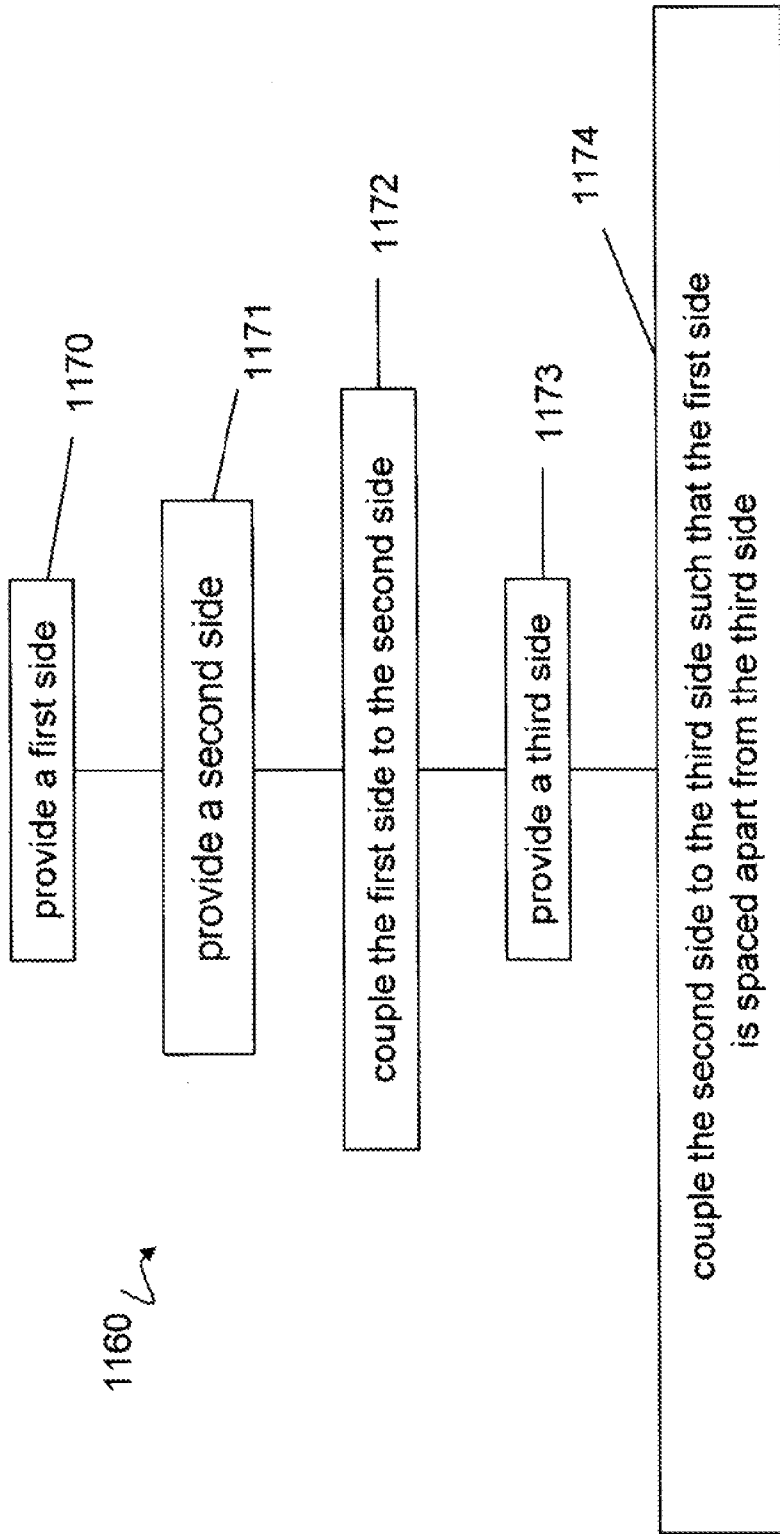 1160
provide a first side
1170
provide a second side
1171
couple the first side to the second side
1172
provide a third side
1173
couple the second side to the third side such that the first side
is spaced apart from the third side
1174